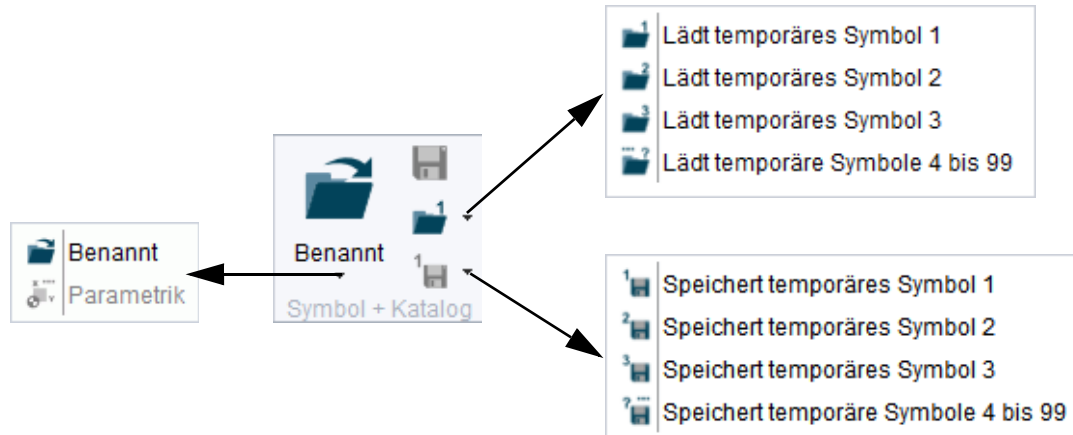 Lädt temporäres Symbol 1
Lädt temporäres Symbol 2
Lädt temporäres Symbol 3
Lädt temporäre Symbole 4 bis 99
Benannt
Parametrik
Benannt
Symbol + Katalog
Speichert temporäres Symbol 1
Speichert temporäres Symbol 2
Speichert temporäres Symbol 3
Speichert temporäre Symbole 4 bis 99